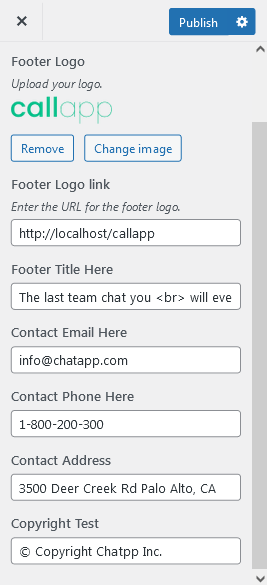 Publish
Footer Logo
Upload your logo.
callapp
Remove
Change image
Footer Logo link
Enter the URL for the footer logo.
http://localhost/callapp
Footer Title Here
The last team chat you <br> will eve
Contact Email Here
info@chatapp.com
Contact Phone Here
1-800-200-300
Contact Address
3500 Deer Creek Rd Palo Alto, CA
Copyright Test
© Copyright Chatpp Inc.